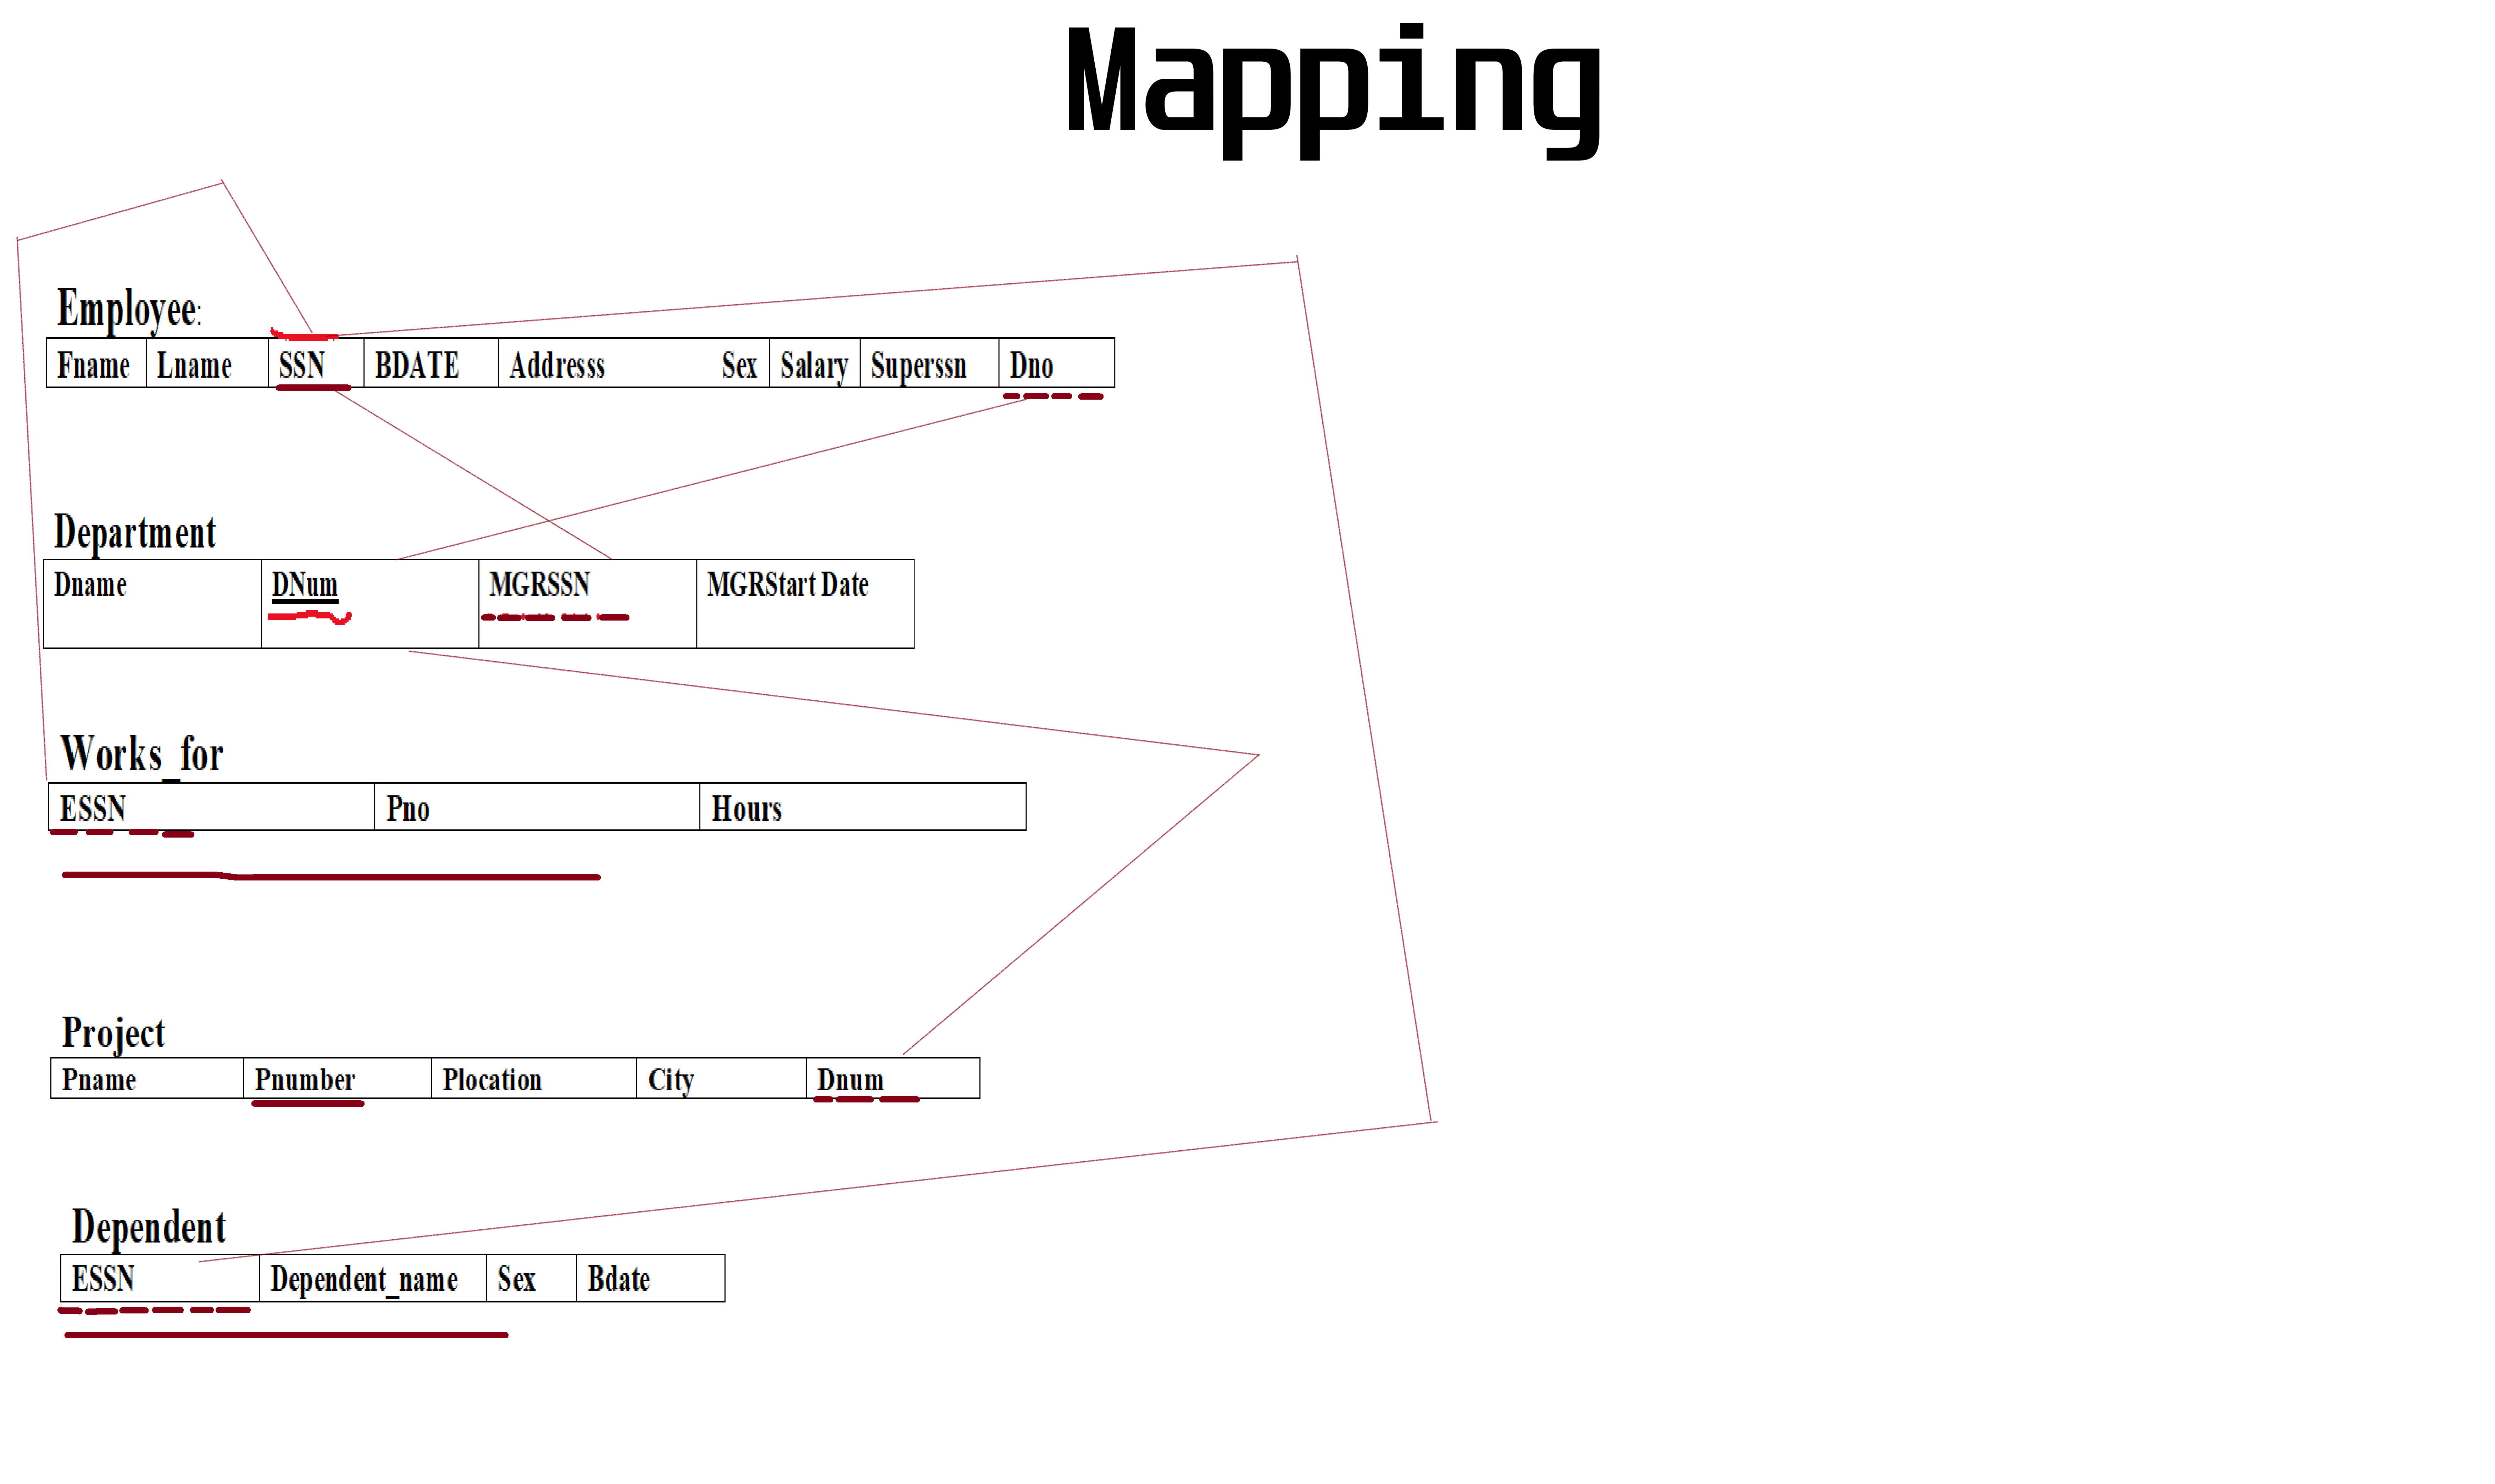 Mapping
Employee:
Fname Lname SSN BDATE Addresss Sex Salary Superssn Dno
Department
Dname DNum MGRSSN MGRStart Date
Works_for
ESSN Pno Hours
Project
Pname Pnumber Plocation City Dnum
Dependent
ESSN Dependent_name Sex Bdate